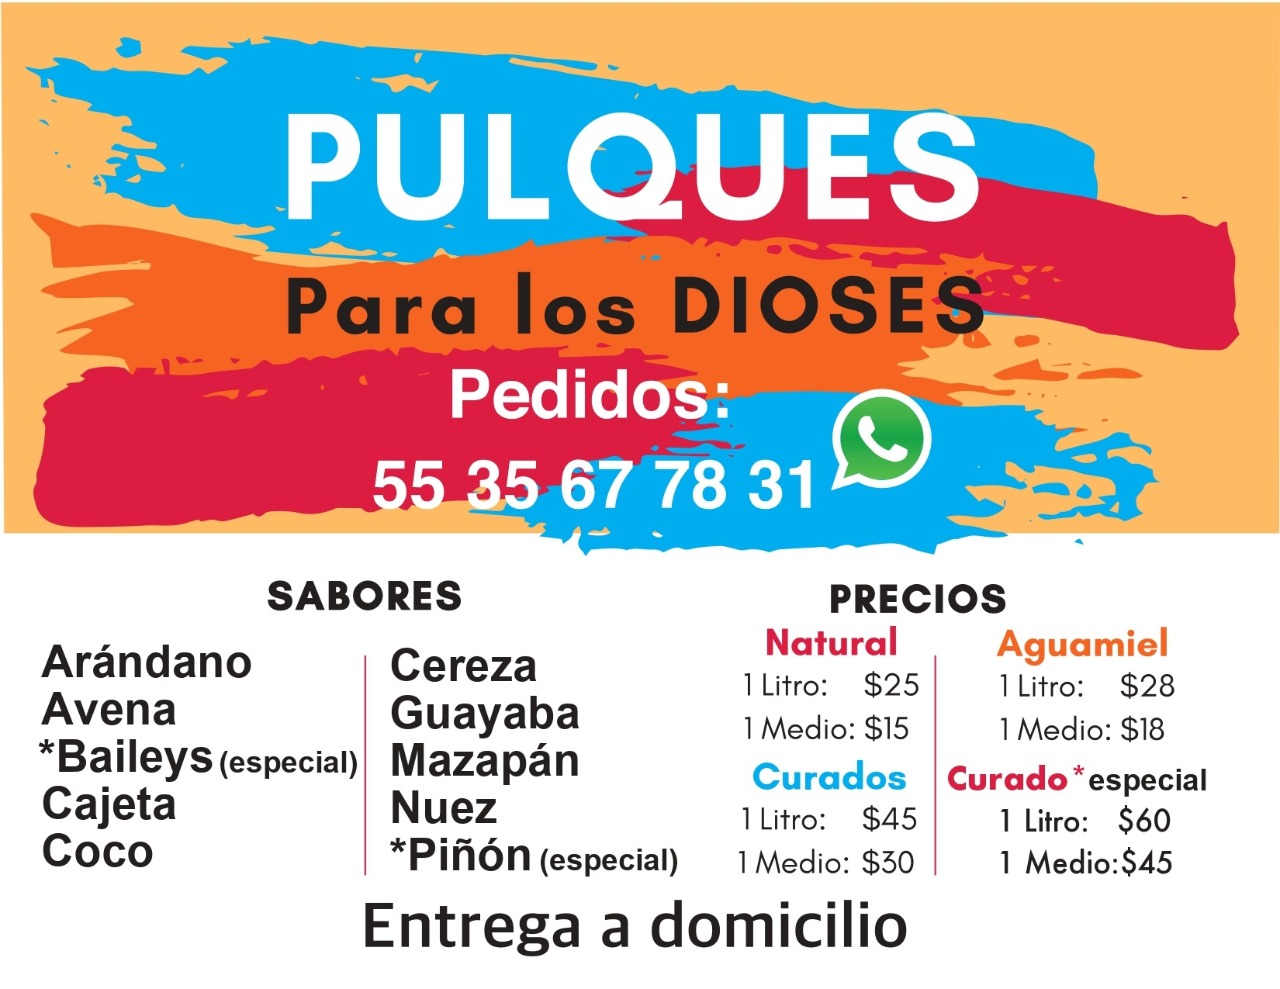 PULQUES
Para los DIOSES
Pedidos:
55 35 67 78 31
SABORES
Arándano
Avena
*Baileys (especial)
Cajeta
Coco
Cereza
Guayaba
Mazapán
Nuez
*Piñón (especial)
PRECIOS
Natural
1 Litro: $25
1 Medio: $15
Curados
1 Litro: $45
1 Medio: $30
Aguamiel
1 Litro: $28
1 Medio: $18
Curado *especial
1 Litro: $60
1 Medio:$45
Entrega a domicilio